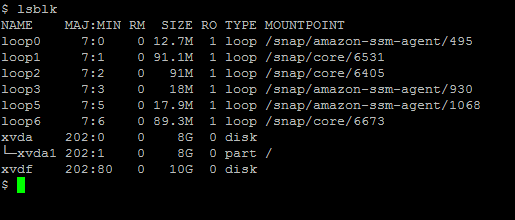 $ lsblk
NAME    MAJ:MIN RM  SIZE RO TYPE MOUNTPOINT
loop0     7:0    0 12.7M  1 loop /snap/amazon-ssm-agent/495
loop1     7:1    0 91.1M  1 loop /snap/core/6531
loop2     7:2    0   91M  1 loop /snap/core/6405
loop3     7:3    0   18M  1 loop /snap/amazon-ssm-agent/930
loop5     7:5    0 17.9M  1 loop /snap/amazon-ssm-agent/1068
loop6     7:6    0 89.3M  1 loop /snap/core/6673
xvda    202:0    0    8G  0 disk
└─xvda1 202:1    0    8G  0 part /
xvdf    202:80   0   10G  0 disk
$